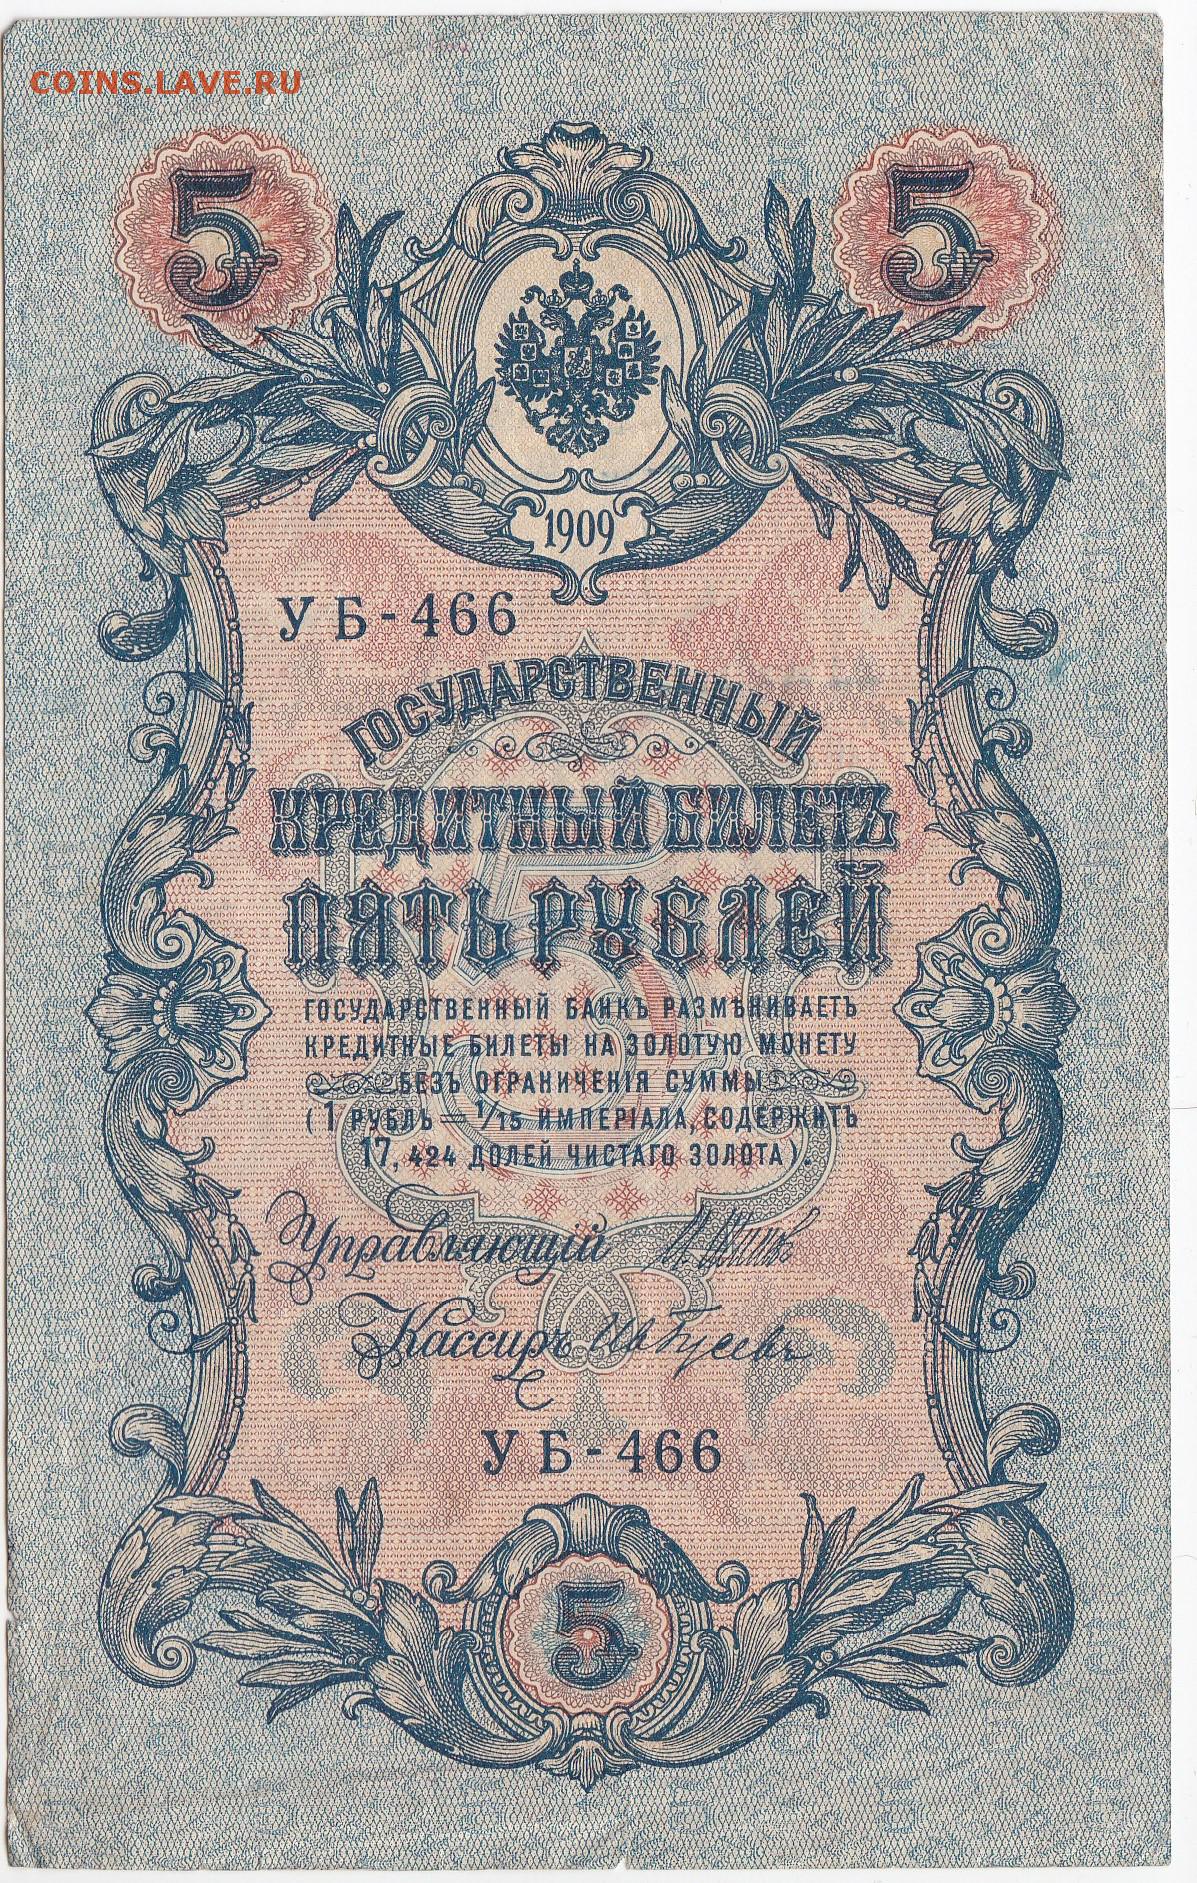 COINS.LAVE.RU
5 5
1909
УБ-466
ГОСУДАРСТВЕННЫЙ
КРЕДИТНЫЙ БИЛЕТЪ
ПЯТЬ РУБЛЕЙ
5
ГОСУДАРСТВЕННЫЙ БАНКЪ РАЗМѢНИВАЕТЪ
КРЕДИТНЫЕ БИЛЕТЫ НА ЗОЛОТУЮ МОНЕТУ
БЕЗЪ ОГРАНИЧЕНІЯ СУММЫ
(1 РУБЛЬ — 1/15 ИМПЕРІАЛА, СОДЕРЖИТЪ
17,424 ДОЛЕЙ ЧИСТАГО ЗОЛОТА).
Управляющій
Кассиръ
УБ-466
5